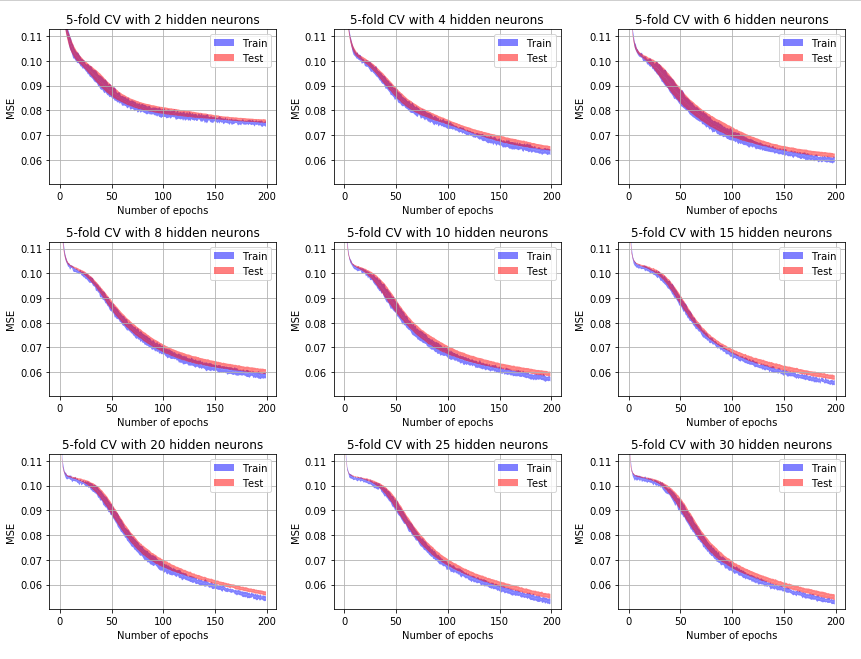 5-fold CV with 2 hidden neurons
0.11
0.10
0.09
0.08
0.07
0.06
MSE
Train
Test
0
50
100
150
200
Number of epochs
5-fold CV with 4 hidden neurons
0.11
0.10
0.09
0.08
0.07
0.06
MSE
Train
Test
0
50
100
150
200
Number of epochs
5-fold CV with 6 hidden neurons
0.11
0.10
0.09
0.08
0.07
0.06
MSE
Train
Test
0
50
100
150
200
Number of epochs
5-fold CV with 8 hidden neurons
0.11
0.10
0.09
0.08
0.07
0.06
MSE
Train
Test
0
50
100
150
200
Number of epochs
5-fold CV with 10 hidden neurons
0.11
0.10
0.09
0.08
0.07
0.06
MSE
Train
Test
0
50
100
150
200
Number of epochs
5-fold CV with 15 hidden neurons
0.11
0.10
0.09
0.08
0.07
0.06
MSE
Train
Test
0
50
100
150
200
Number of epochs
5-fold CV with 20 hidden neurons
0.11
0.10
0.09
0.08
0.07
0.06
MSE
Train
Test
0
50
100
150
200
Number of epochs
5-fold CV with 25 hidden neurons
0.11
0.10
0.09
0.08
0.07
0.06
MSE
Train
Test
0
50
100
150
200
Number of epochs
5-fold CV with 30 hidden neurons
0.11
0.10
0.09
0.08
0.07
0.06
MSE
Train
Test
0
50
100
150
200
Number of epochs